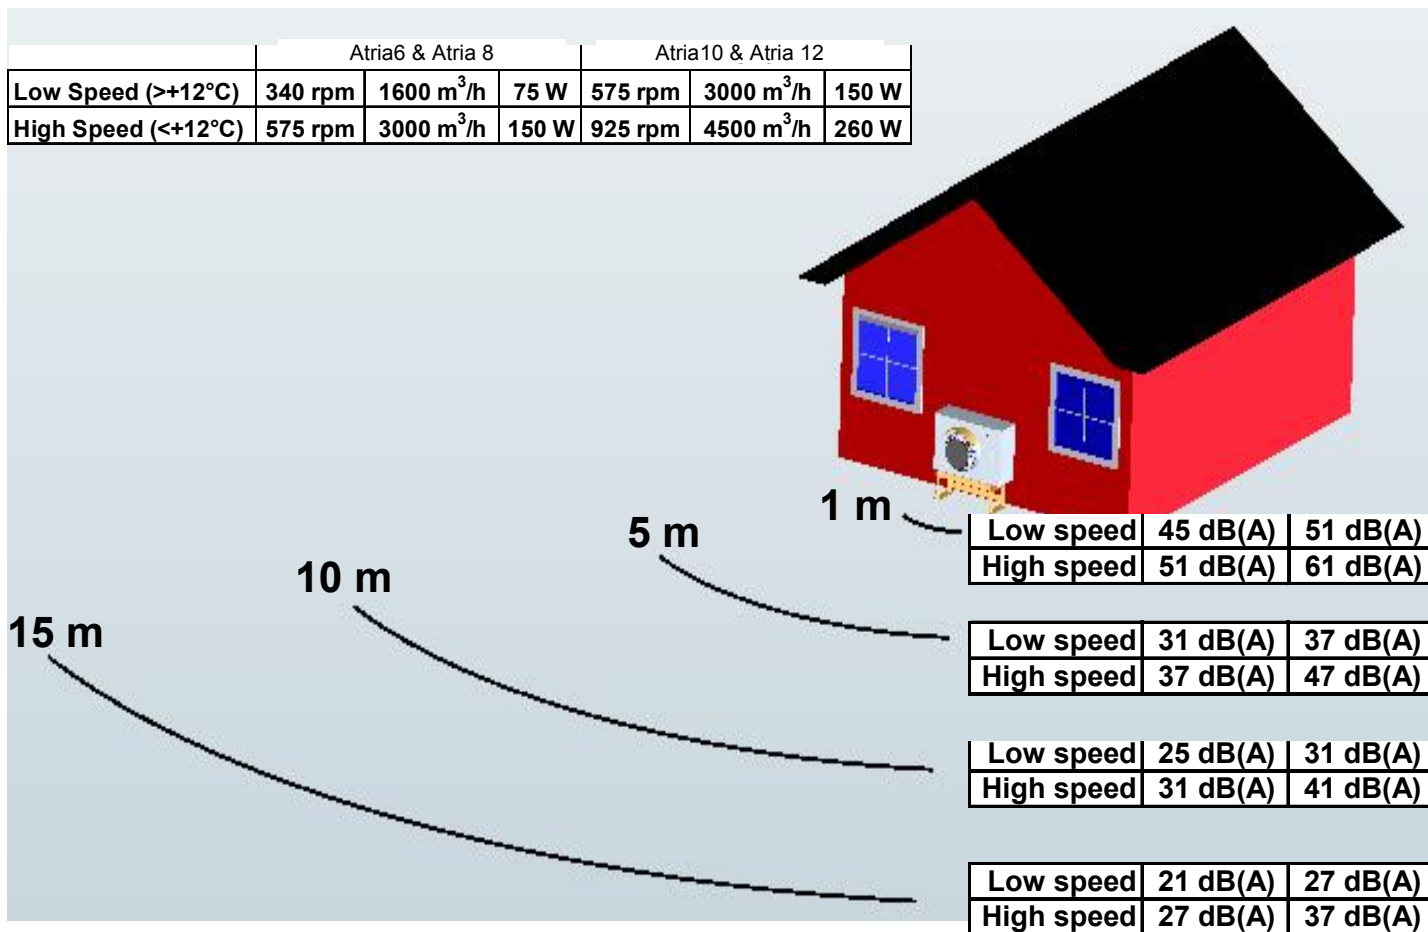 Atria6 & Atria 8 Atria10 & Atria 12
Low Speed (>+12°C) 340 rpm 1600 m³/h 75 W 575 rpm 3000 m³/h 150 W
High Speed (<+12°C) 575 rpm 3000 m³/h 150 W 925 rpm 4500 m³/h 260 W
1 m
Low speed 45 dB(A) 51 dB(A)
High speed 51 dB(A) 61 dB(A)
5 m
Low speed 31 dB(A) 37 dB(A)
High speed 37 dB(A) 47 dB(A)
10 m
Low speed 25 dB(A) 31 dB(A)
High speed 31 dB(A) 41 dB(A)
15 m
Low speed 21 dB(A) 27 dB(A)
High speed 27 dB(A) 37 dB(A)